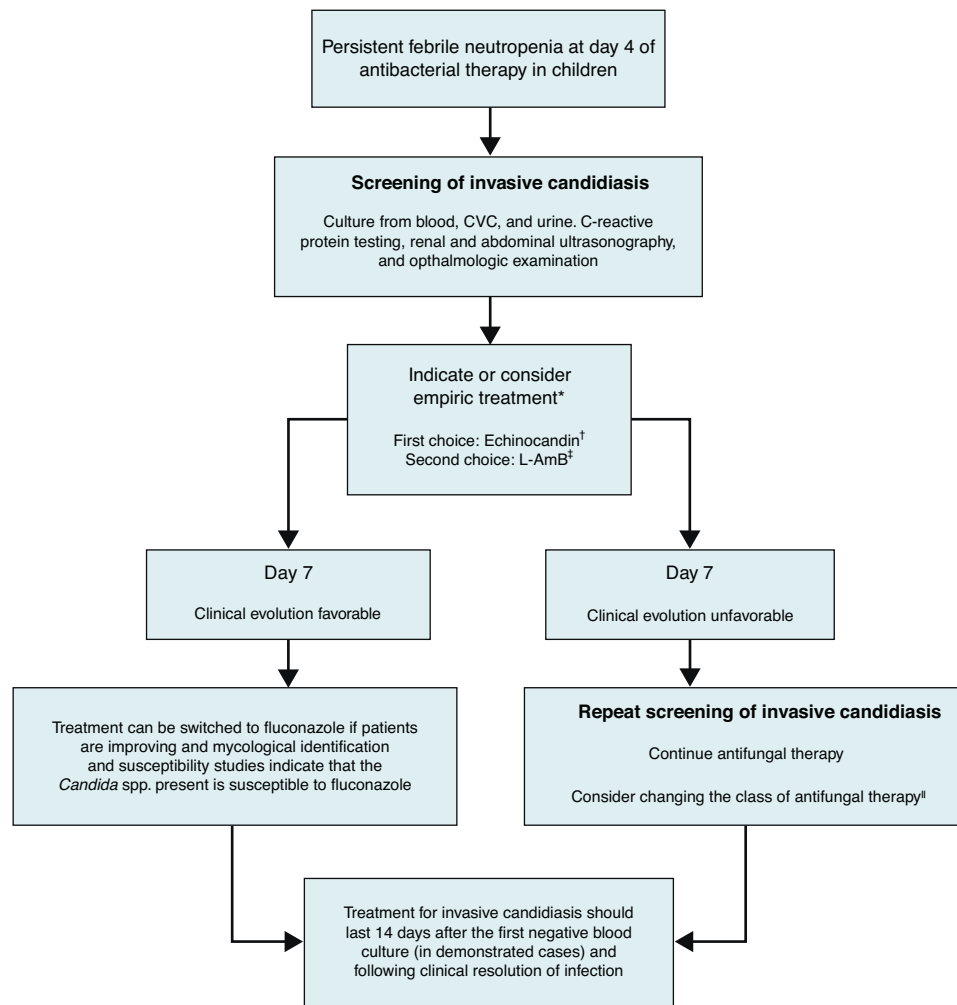 Persistent febrile neutropenia at day 4 of
antibacterial therapy in children
Screening of invasive candidiasis
Culture from blood, CVC, and urine. C-reactive
protein testing, renal and abdominal ultrasonography,
and opthalmologic examination
Indicate or consider
empiric treatment*
First choice: Echinocandin†
Second choice: L-AmB‡
Day 7
Clinical evolution favorable
Day 7
Clinical evolution unfavorable
Treatment can be switched to fluconazole if patients
are improving and mycological identification
and susceptibility studies indicate that the
Candida spp. present is susceptible to fluconazole
Repeat screening of invasive candidiasis
Continue antifungal therapy
Consider changing the class of antifungal therapyǁ
Treatment for invasive candidiasis should
last 14 days after the first negative blood
culture (in demonstrated cases) and
following clinical resolution of infection